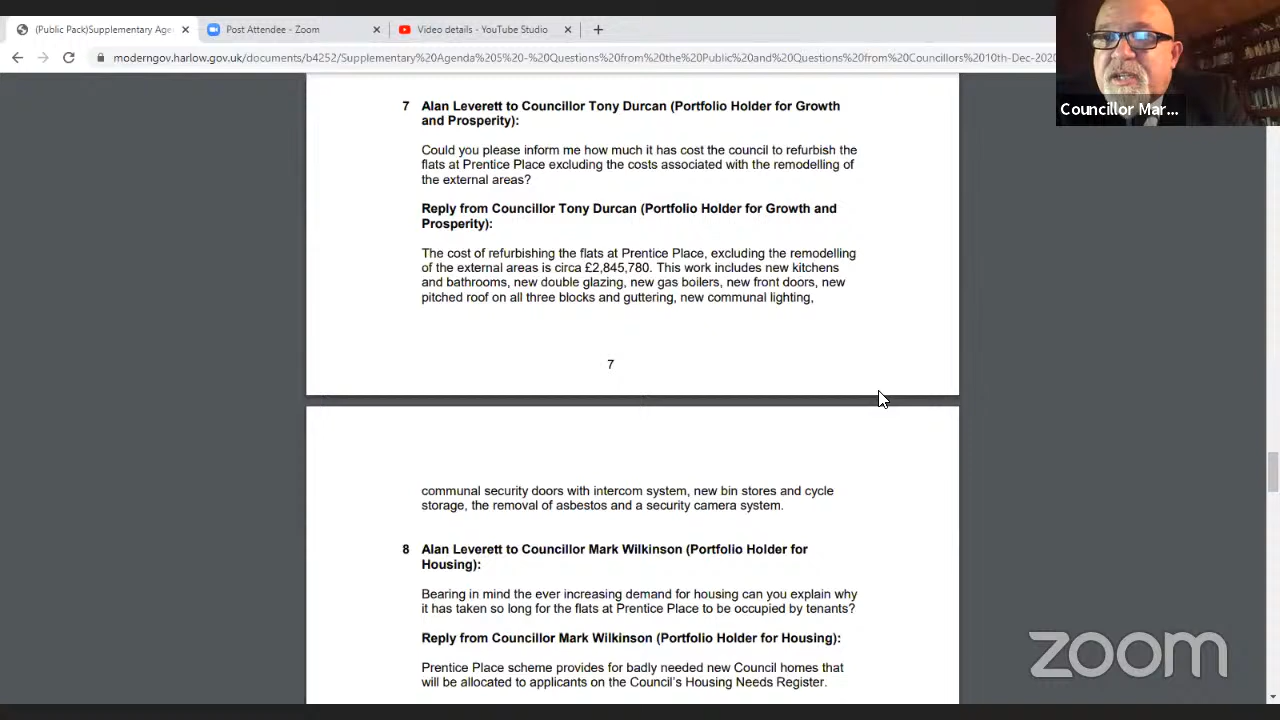 (Public Pack)Supplementary Age
Post Attendee - Zoom
Video details - YouTube Studio
moderngov.harlow.gov.uk/documents/b4252/Supplementary%20Agenda%205%20-%20Questions%20from%20the%20Public%20and%20Questions%20from%20Councillors%2010th-Dec-2020
Councillor Mar...
7 Alan Leverett to Councillor Tony Durcan (Portfolio Holder for Growth
and Prosperity):
Could you please inform me how much it has cost the council to refurbish the
flats at Prentice Place excluding the costs associated with the remodelling of
the external areas?
Reply from Councillor Tony Durcan (Portfolio Holder for Growth and
Prosperity):
The cost of refurbishing the flats at Prentice Place, excluding the remodelling
of the external areas is circa £2,845,780. This work includes new kitchens
and bathrooms, new double glazing, new gas boilers, new front doors, new
pitched roof on all three blocks and guttering, new communal lighting,
7
communal security doors with intercom system, new bin stores and cycle
storage, the removal of asbestos and a security camera system.
8 Alan Leverett to Councillor Mark Wilkinson (Portfolio Holder for
Housing):
Bearing in mind the ever increasing demand for housing can you explain why
it has taken so long for the flats at Prentice Place to be occupied by tenants?
Reply from Councillor Mark Wilkinson (Portfolio Holder for Housing):
Prentice Place scheme provides for badly needed new Council homes that
will be allocated to applicants on the Council's Housing Needs Register.
zoom